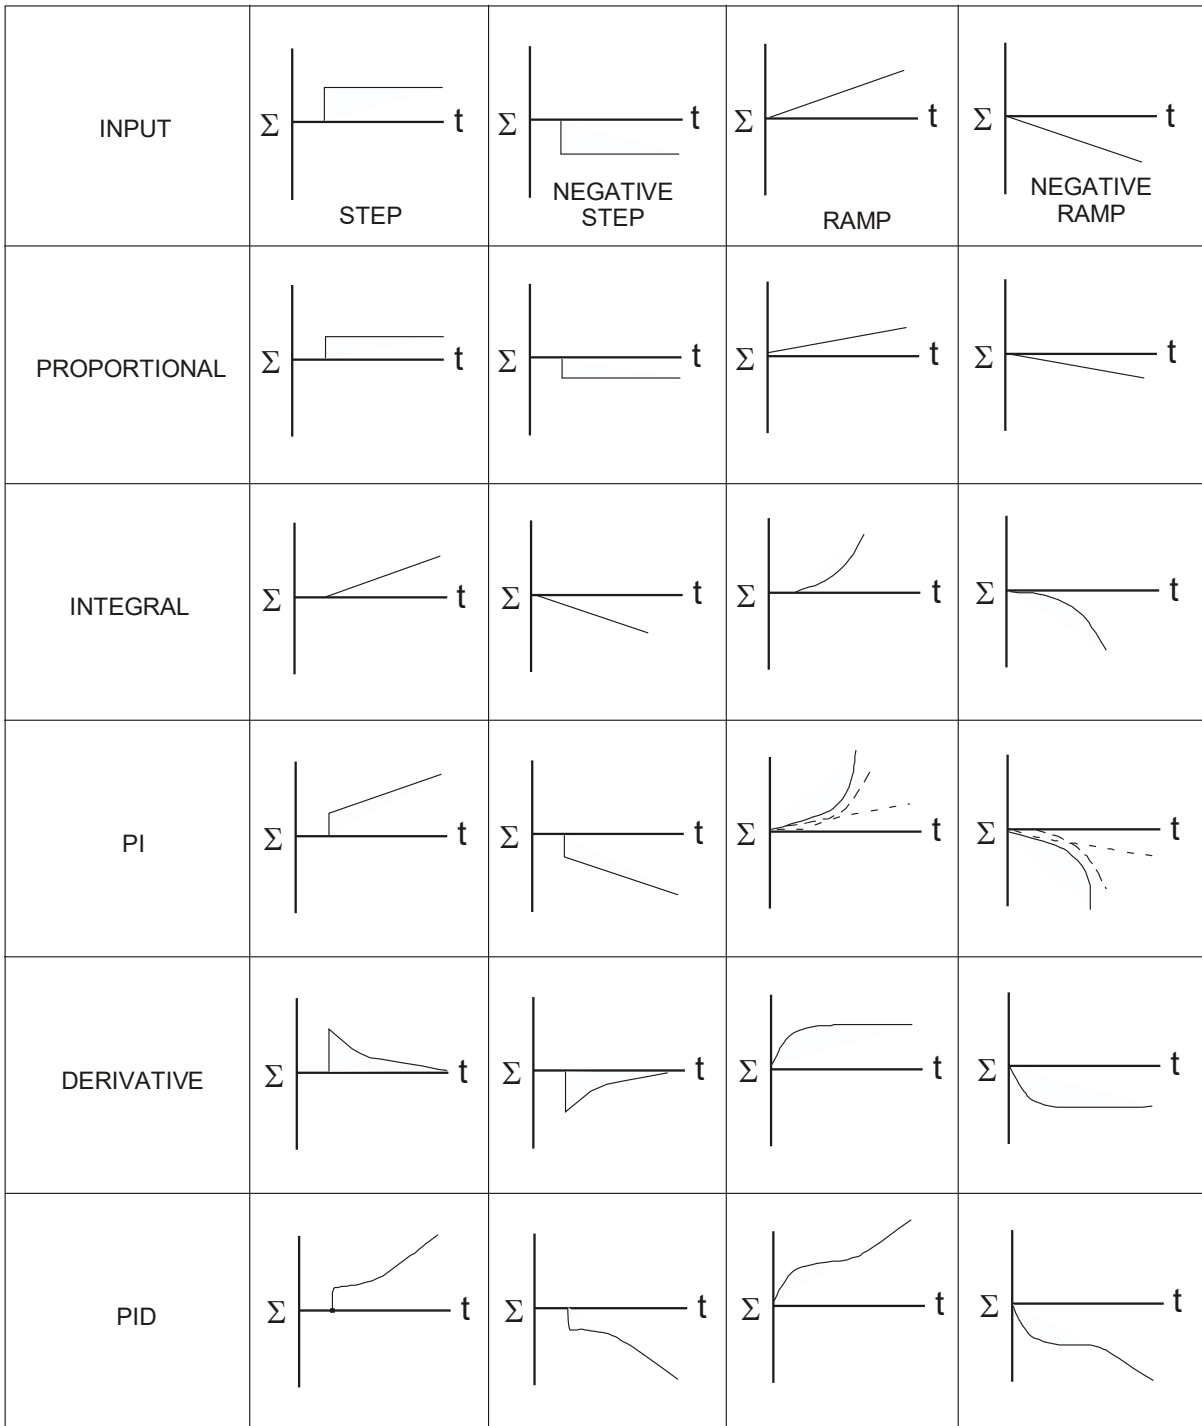 INPUT
Σ t
STEP
Σ t
NEGATIVE
STEP
Σ t
RAMP
Σ t
NEGATIVE
RAMP
PROPORTIONAL
Σ t
Σ t
Σ t
Σ t
INTEGRAL
Σ t
Σ t
Σ t
Σ t
PI
Σ t
Σ t
Σ t
Σ t
DERIVATIVE
Σ t
Σ t
Σ t
Σ t
PID
Σ t
Σ t
Σ t
Σ t